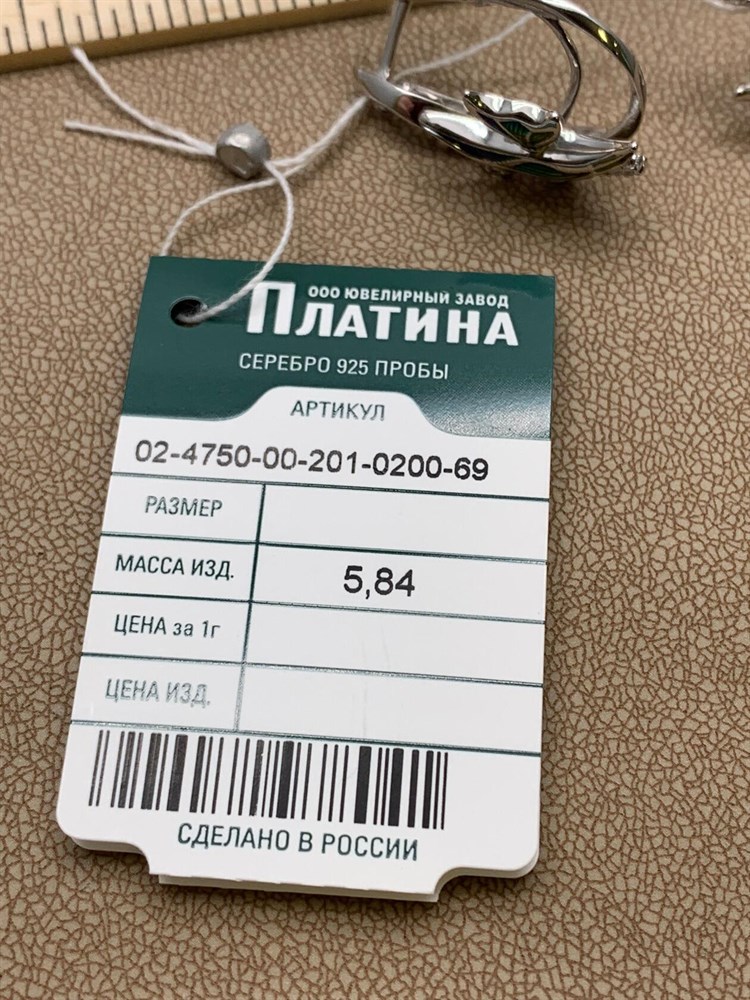 ООО ЮВЕЛИРНЫЙ ЗАВОД
ПЛАТИНА
СЕРЕБРО 925 ПРОБЫ
АРТИКУЛ
02-4750-00-201-0200-69
РАЗМЕР
МАССА ИЗД. 5,84
ЦЕНА за 1г
ЦЕНА ИЗД.
СДЕЛАНО В РОССИИ